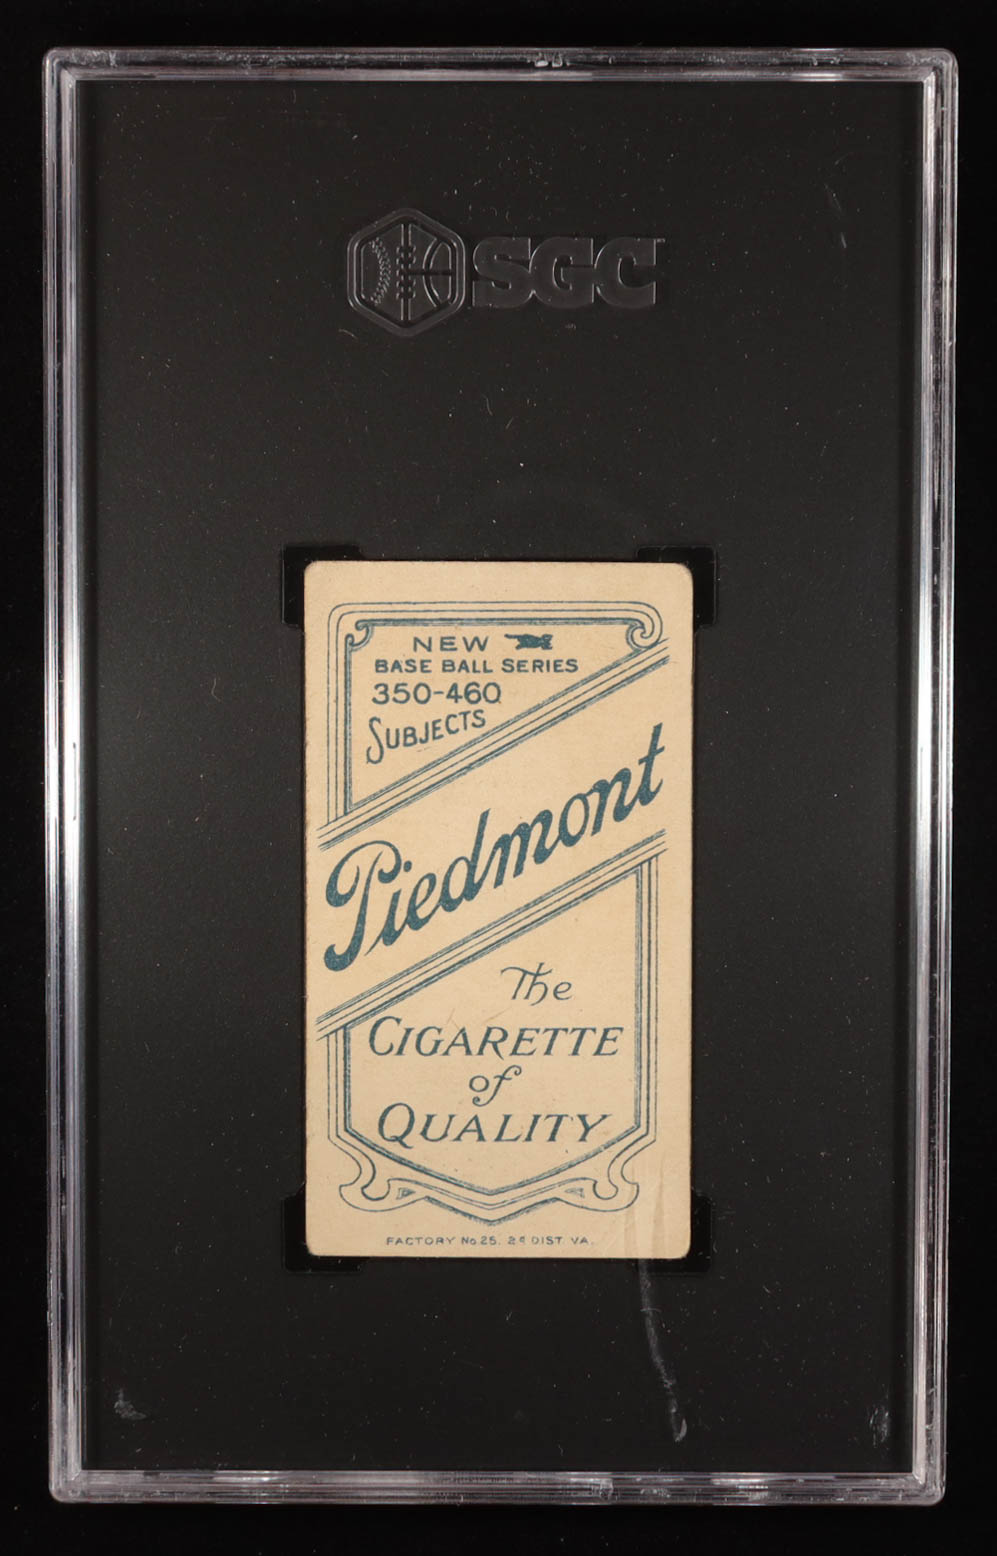 SGC
NEW
BASE BALL SERIES
350-460
SUBJECTS
Piedmont
The
CIGARETTE
of
QUALITY
FACTORY No 25. 2d DIST. VA.